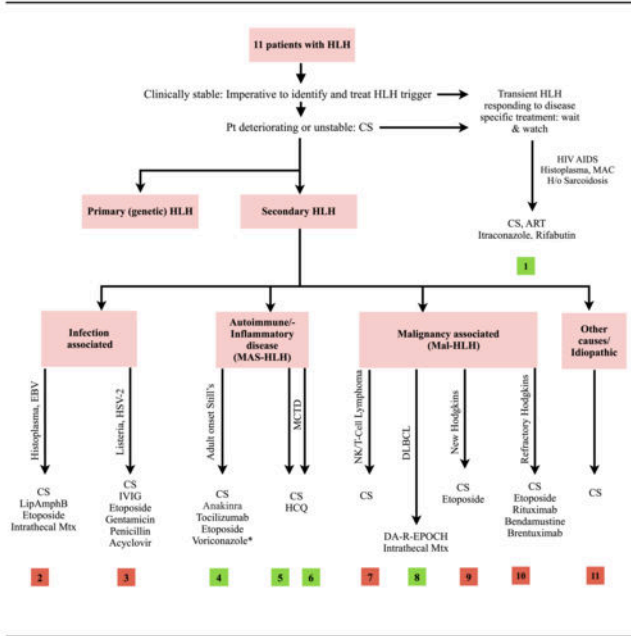 11 patients with HLH
Clinically stable: Imperative to identify and treat HLH trigger
Pt deteriorating or unstable: CS
Transient HLH
responding to disease
specific treatment: wait
& watch
HIV AIDS
Histoplasma, MAC
H/o Sarcoidosis
CS, ART
Itraconazole, Rifabutin
1
Primary (genetic) HLH
Secondary HLH
Infection
associated
Autoimmune/-
Inflammatory
disease
(MAS-HLH)
Malignancy associated
(Mal-HLH)
Other
causes/
Idiopathic
Histoplasma, EBV
Listeria, HSV-2
Adult onset Still's
MCTD
NK/T-Cell Lymphoma
DLBCL
New Hodgkins
Refractory Hodgkins
CS
LipAmphB
Etoposide
Intrathecal Mtx
CS
IVIG
Etoposide
Gentamicin
Penicillin
Acyclovir
CS
Anakinra
Tocilizumab
Etoposide
Voriconazole*
CS
HCQ
CS
DA-R-EPOCH
Intrathecal Mtx
CS
Etoposide
CS
Etoposide
Rituximab
Bendamustine
Brentuximab
CS
2
3
4
5
6
7
8
9
10
11